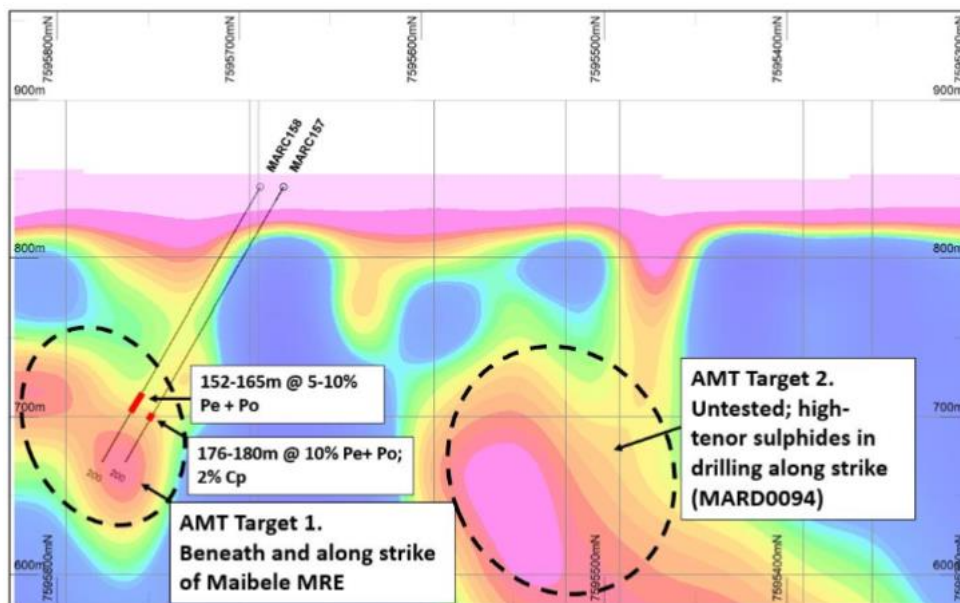 7595800mN
7595700mN
7595600mN
7595500mN
7595400mN
7595300mN
900m
900m
MARC158
MARC157
800m
800m
152-165m @ 5-10%
Pe + Po
176-180m @ 10% Pe+ Po;
2% Cp
AMT Target 2.
Untested; high-
tenor sulphides in
drilling along strike
(MARD0094)
700m
700m
200
200
AMT Target 1.
Beneath and along strike
of Maibele MRE
600m
600m
7595800mN
7595500mN
7595400mN